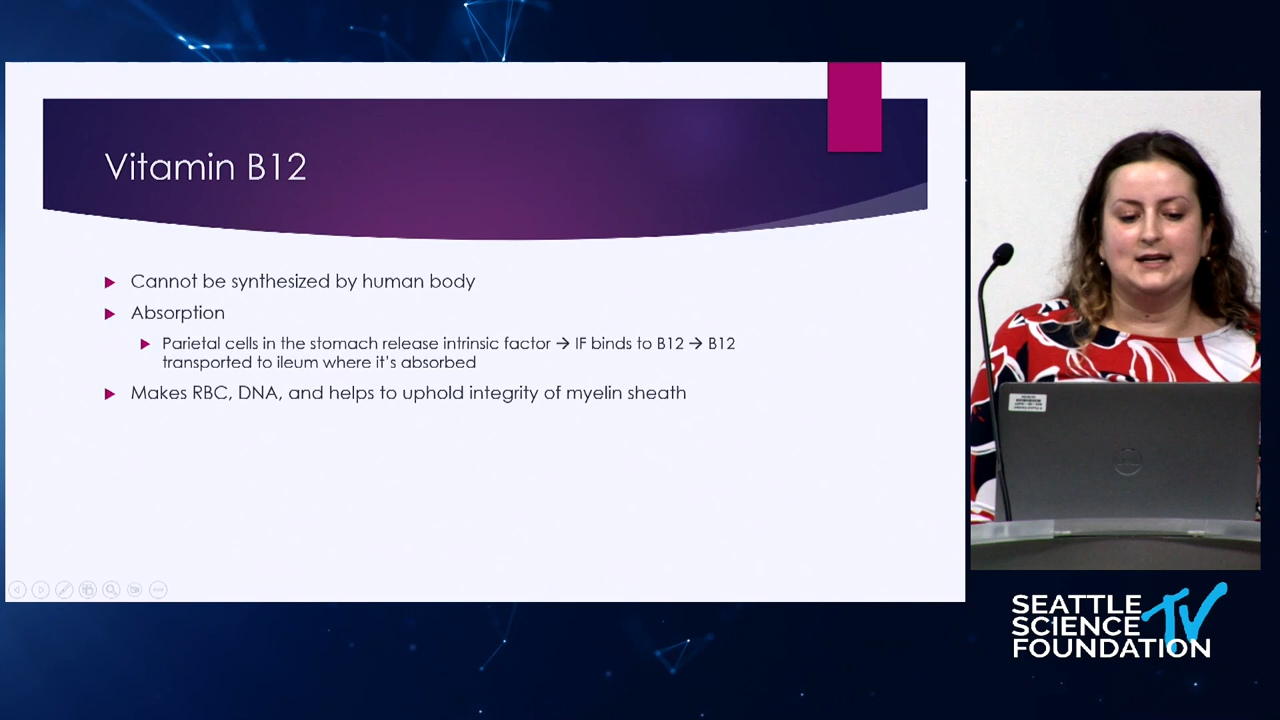 Vitamin B12
Cannot be synthesized by human body
Absorption
Parietal cells in the stomach release intrinsic factor → IF binds to B12 → B12
transported to ileum where it's absorbed
Makes RBC, DNA, and helps to uphold integrity of myelin sheath
SEATTLE
SCIENCE TV
FOUNDATION